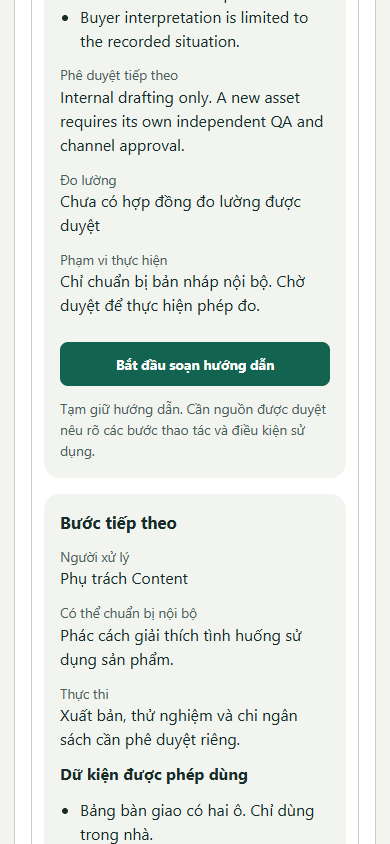 Buyer interpretation is limited to
the recorded situation.
Phê duyệt tiếp theo
Internal drafting only. A new asset
requires its own independent QA and
channel approval.
Đo lường
Chưa có hợp đồng đo lường được
duyệt
Phạm vi thực hiện
Chỉ chuẩn bị bản nháp nội bộ. Chờ
duyệt để thực hiện phép đo.
Bắt đầu soạn hướng dẫn
Tạm giữ hướng dẫn. Cần nguồn được duyệt
nêu rõ các bước thao tác và điều kiện sử
dụng.
Bước tiếp theo
Người xử lý
Phụ trách Content
Có thể chuẩn bị nội bộ
Phác cách giải thích tình huống sử
dụng sản phẩm.
Thực thi
Xuất bản, thử nghiệm và chi ngân
sách cần phê duyệt riêng.
Dữ kiện được phép dùng
Bảng bàn giao có hai ô. Chỉ dùng
trong nhà.